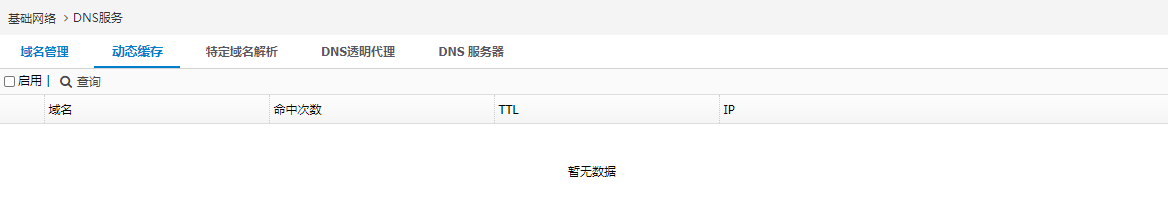 基础网络 > DNS服务
域名管理 动态缓存 特定域名解析 DNS透明代理 DNS 服务器
启用 | 查询
域名 命中次数 TTL IP
暂无数据